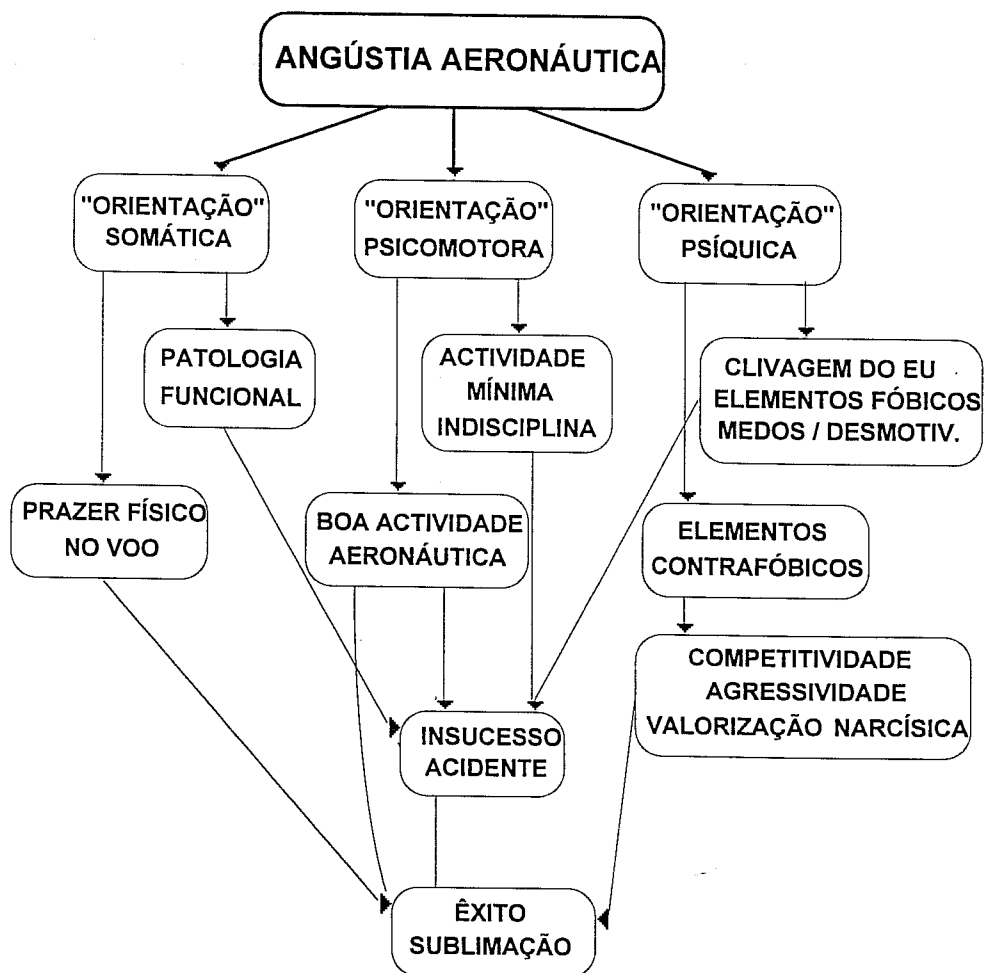 ANGÚSTIA AERONÁUTICA
"ORIENTAÇÃO"
SOMÁTICA
"ORIENTAÇÃO"
PSICOMOTORA
"ORIENTAÇÃO"
PSÍQUICA
PATOLOGIA
FUNCIONAL
ACTIVIDADE
MÍNIMA
INDISCIPLINA
CLIVAGEM DO EU
ELEMENTOS FÓBICOS
MEDOS / DESMOTIV.
PRAZER FÍSICO
NO VOO
BOA ACTIVIDADE
AERONÁUTICA
ELEMENTOS
CONTRAFÓBICOS
COMPETITIVIDADE
AGRESSIVIDADE
VALORIZAÇÃO NARCÍSICA
INSUCESSO
ACIDENTE
ÊXITO
SUBLIMAÇÃO